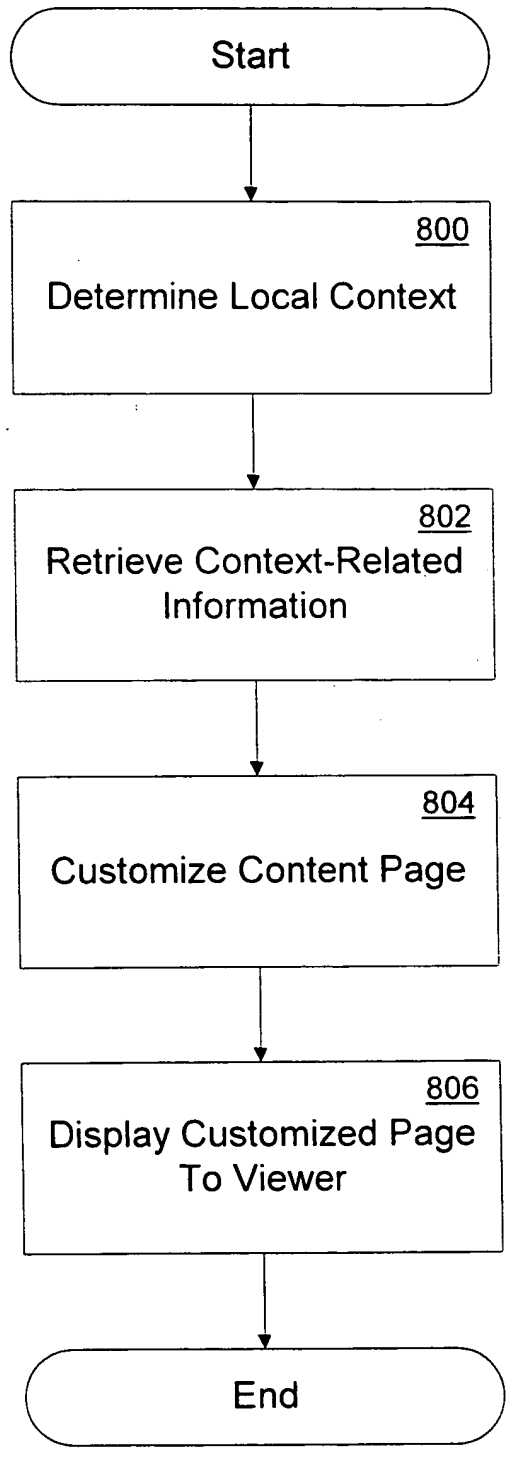 Start
800
Determine Local Context
802
Retrieve Context-Related
Information
804
Customize Content Page
806
Display Customized Page
To Viewer
End